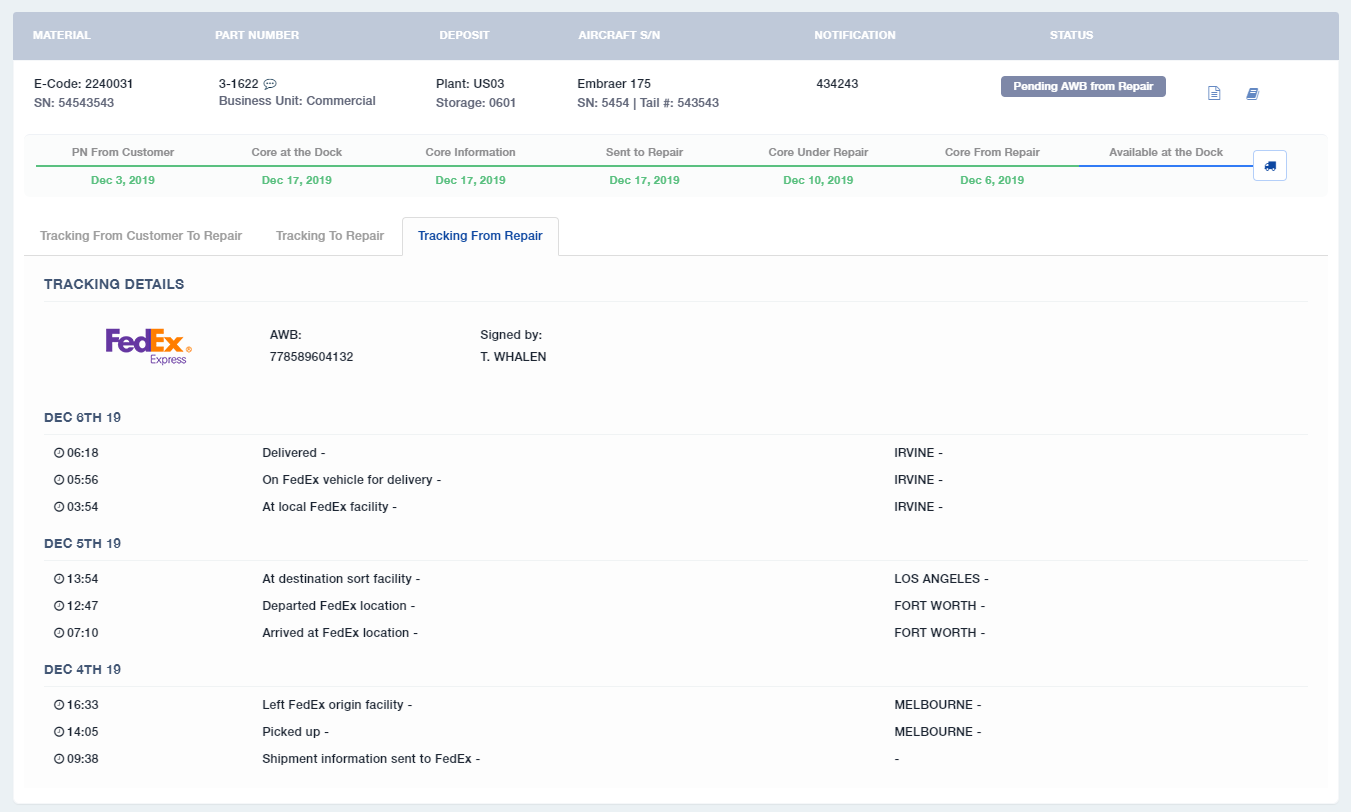 MATERIAL PART NUMBER DEPOSIT AIRCRAFT S/N NOTIFICATION STATUS
E-Code: 2240031 3-1622 Plant: US03 Embraer 175 434243 Pending AWB from Repair
SN: 54543543 Business Unit: Commercial Storage: 0601 SN: 5454 | Tail #: 543543
PN From Customer Core at the Dock Core Information Sent to Repair Core Under Repair Core From Repair Available at the Dock
Dec 3, 2019 Dec 17, 2019 Dec 17, 2019 Dec 17, 2019 Dec 10, 2019 Dec 6, 2019
Tracking From Customer To Repair Tracking To Repair Tracking From Repair
TRACKING DETAILS
FedEx® Express
AWB: Signed by:
778589604132 T. WHALEN
DEC 6TH 19
06:18 Delivered - IRVINE -
05:56 On FedEx vehicle for delivery - IRVINE -
03:54 At local FedEx facility - IRVINE -
DEC 5TH 19
13:54 At destination sort facility - LOS ANGELES -
12:47 Departed FedEx location - FORT WORTH -
07:10 Arrived at FedEx location - FORT WORTH -
DEC 4TH 19
16:33 Left FedEx origin facility - MELBOURNE -
14:05 Picked up - MELBOURNE -
09:38 Shipment information sent to FedEx - -